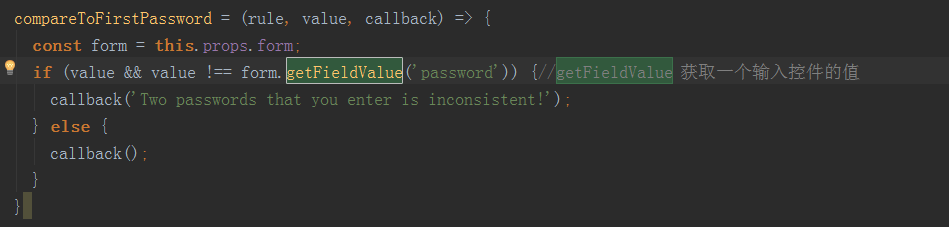 compareToFirstPassword = (rule, value, callback) => {
const form = this.props.form;
if (value && value !== form.getFieldValue('password')) {//getFieldValue 获取一个输入控件的值
callback('Two passwords that you enter is inconsistent!');
} else {
callback();
}
}